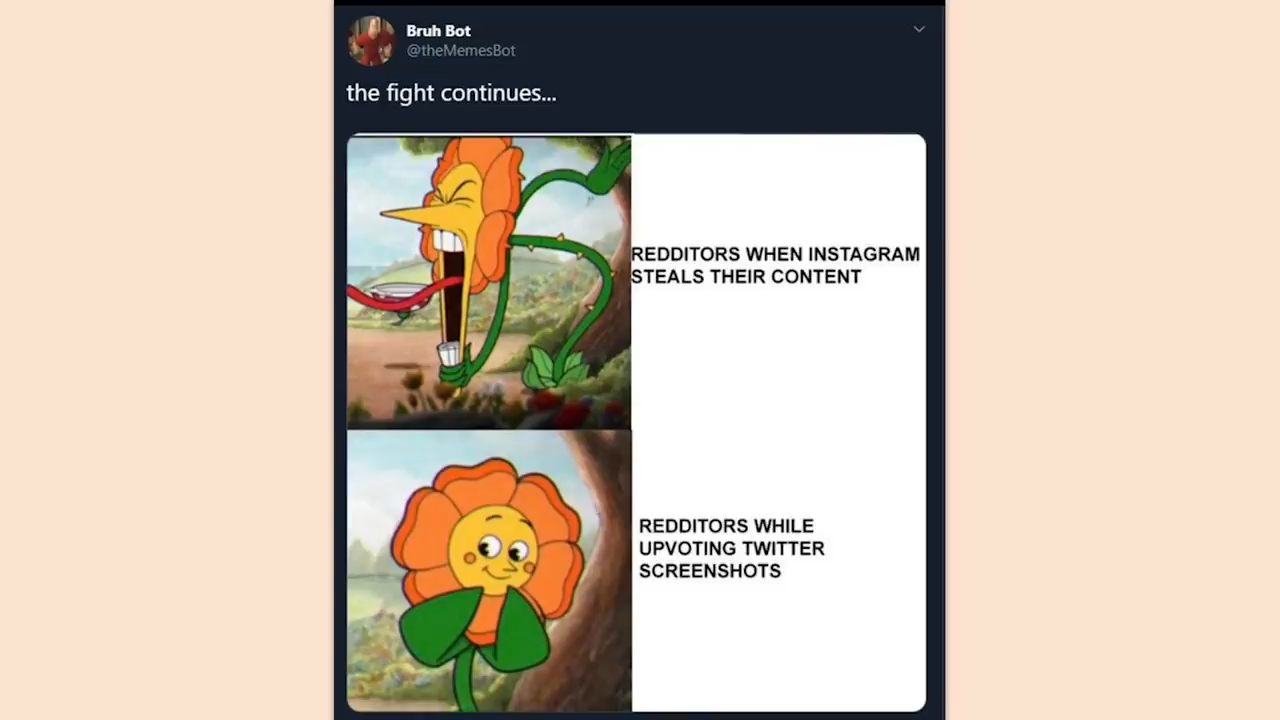 Bruh Bot
@theMemesBot
the fight continues...
REDDITORS WHEN INSTAGRAM
STEALS THEIR CONTENT
REDDITORS WHILE
UPVOTING TWITTER
SCREENSHOTS